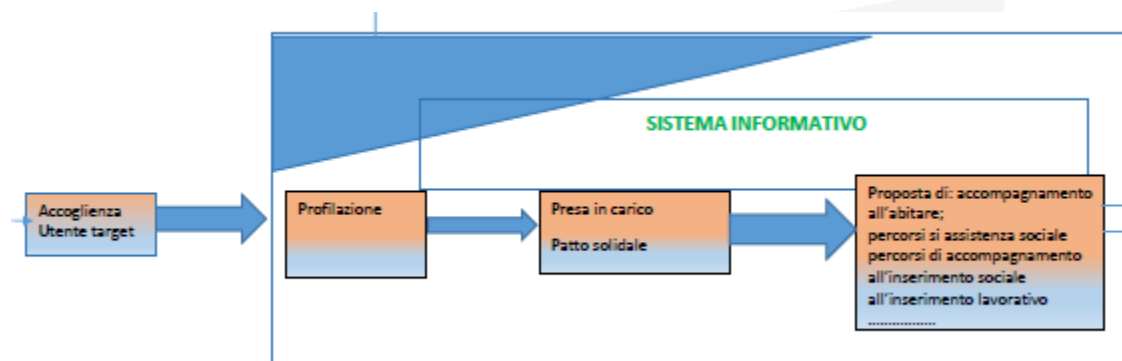 SISTEMA INFORMATIVO
Accoglienza
Utente target
Profilazione
Presa in carico
Patto solidale
Proposta di: accompagnamento
all'abitare;
percorsi si assistenza sociale
percorsi di accompagnamento
all'inserimento sociale
all'inserimento lavorativo
................